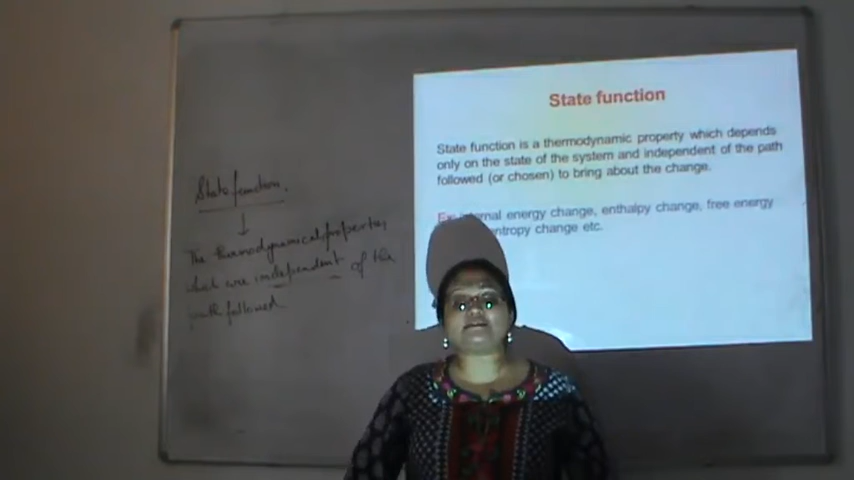 State function.
The thermodynamical properties
which are independent of the
path followed.
State function
State function is a thermodynamic property which depends
only on the state of the system and independent of the path
followed (or chosen) to bring about the change.
Ex: internal energy change, enthalpy change, free energy
entropy change etc.